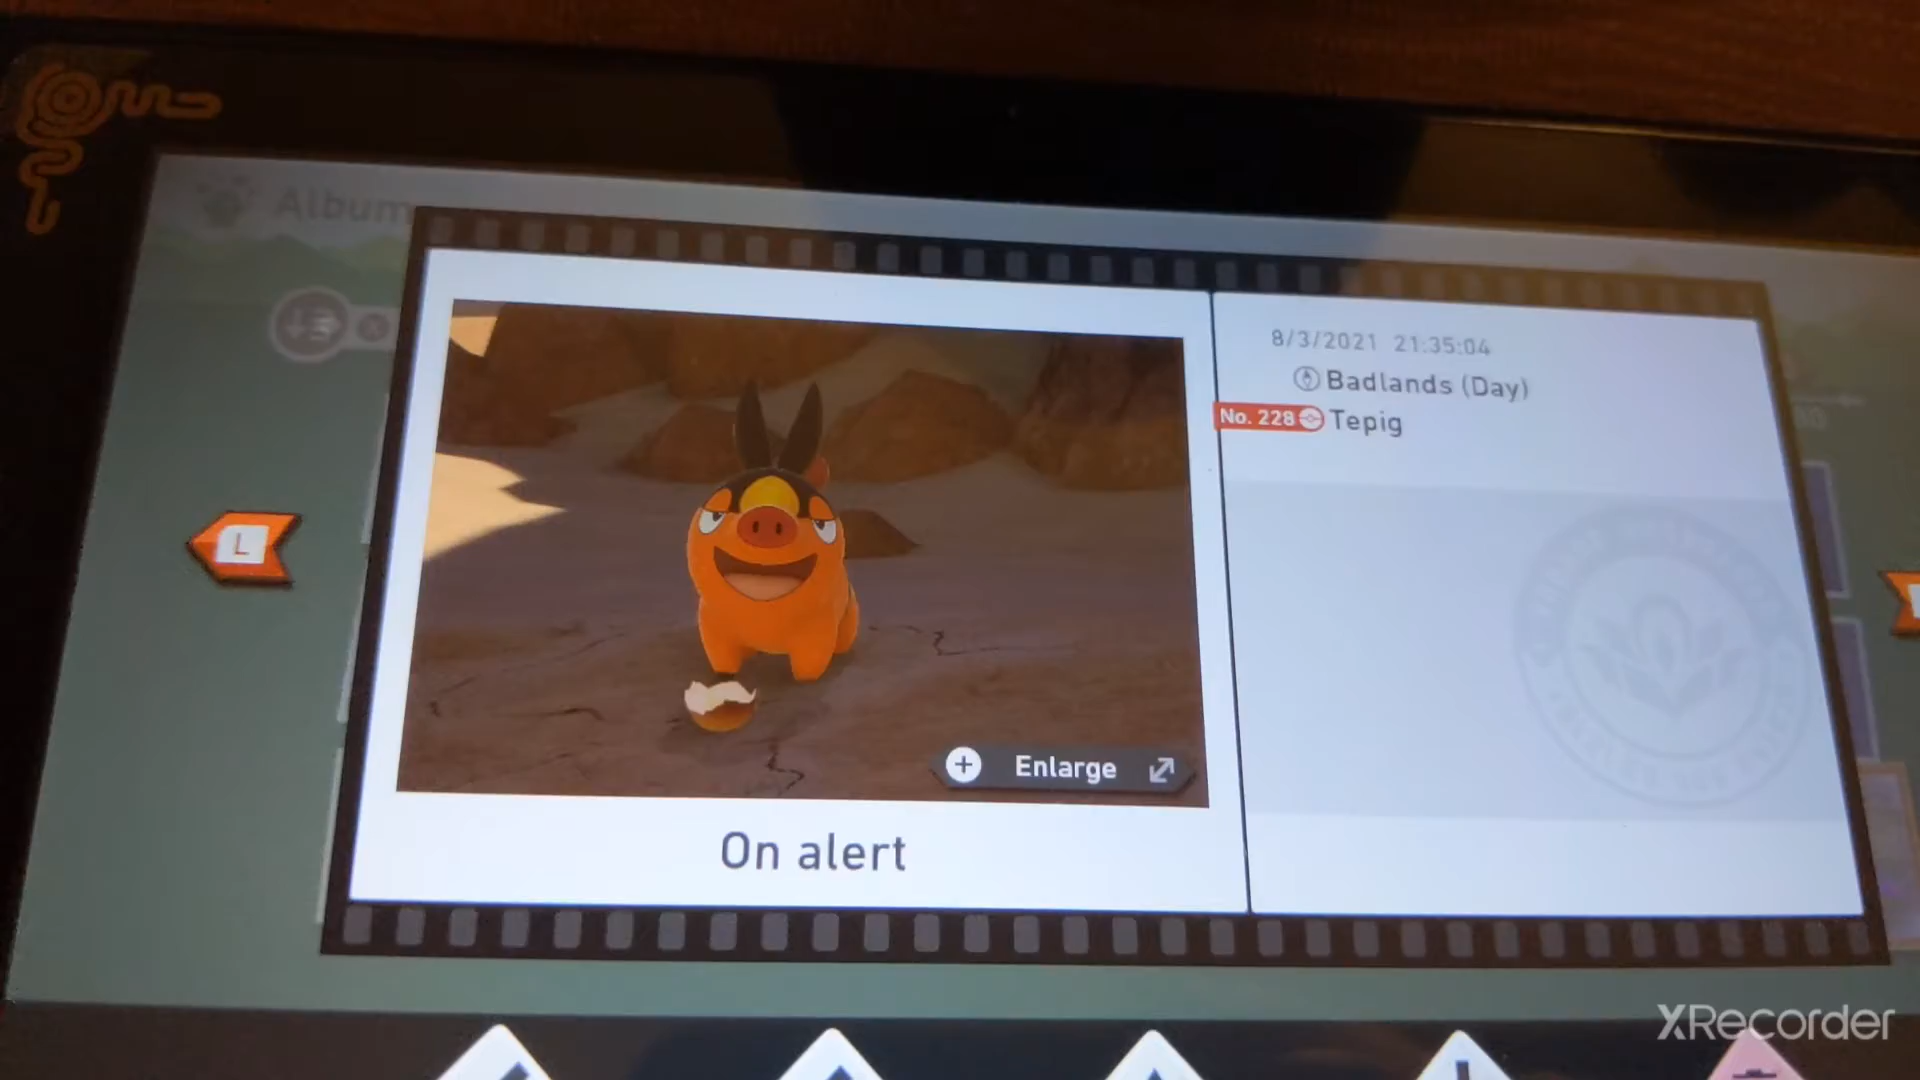 Album
X
8/3/2021 21:35:04
Badlands (Day)
No. 228 Tepig
L
+ Enlarge
On alert
XRecorder